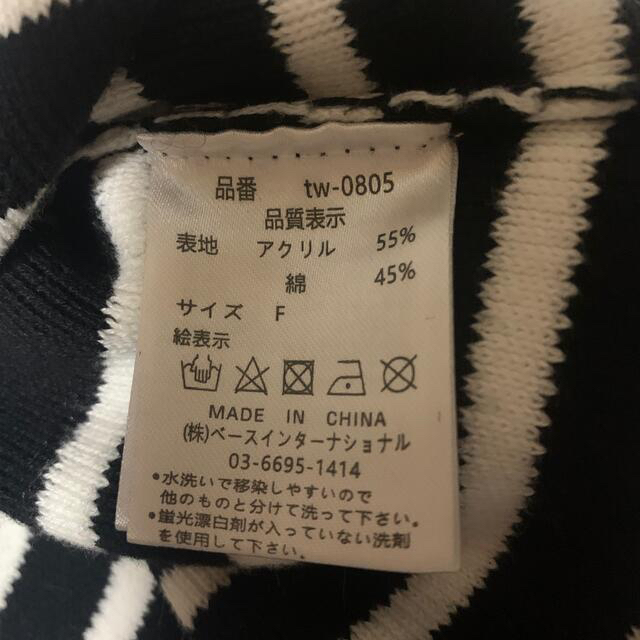 品番 tw-0805
品質表示
表地 アクリル 55%
綿 45%
サイズ F
絵表示
MADE IN CHINA
(株)ベースインターナショナル
03-6695-1414
•水洗いで移染しやすいので
他のものと分けて洗って下さい。
•蛍光漂白剤が入っていない洗剤
を使用して下さい。